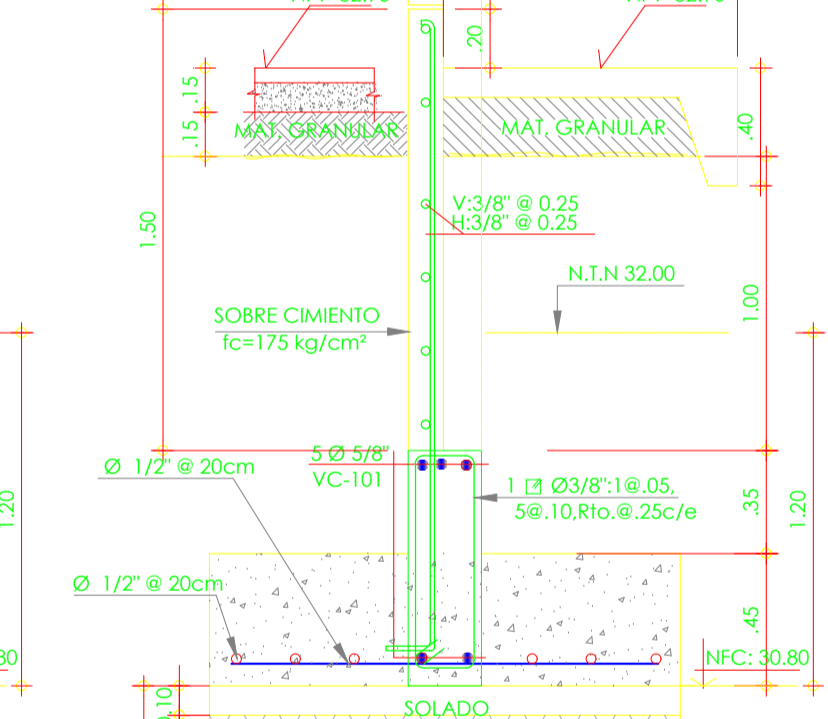 .20
.15
.15
MAT. GRANULAR
MAT. GRANULAR
.40
1.50
V:3/8" @ 0.25
H:3/8" @ 0.25
N.T.N 32.00
1.00
SOBRE CIMIENTO
fc=175 kg/cm²
5 Ø 5/8"
VC-101
Ø 1/2" @ 20cm
1 Ø3/8":1@.05,
5@.10,Rto.@.25c/e
.35
1.20
1.20
Ø 1/2" @ 20cm
.45
NFC: 30.80
SOLADO